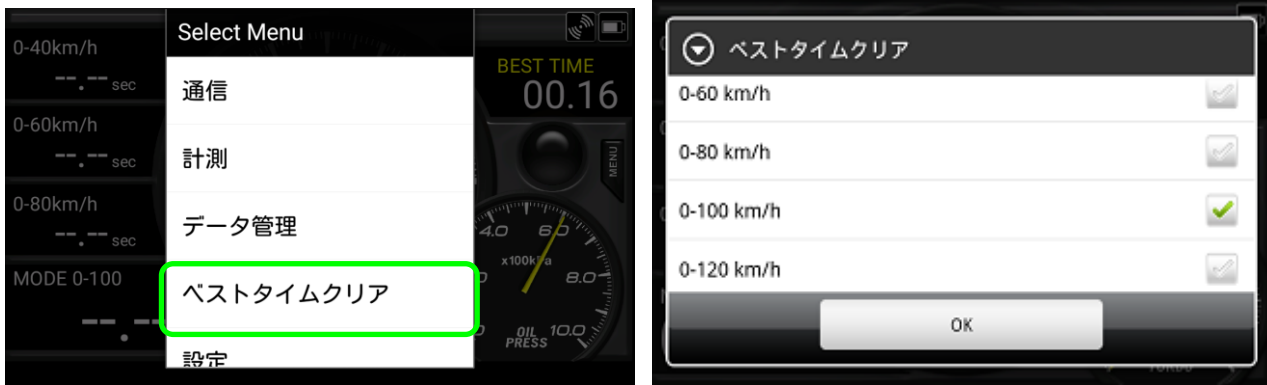 0-40km/h
--.-- sec
0-60km/h
--.-- sec
0-80km/h
--.-- sec
MODE 0-100
Select Menu
通信
計測
データ管理
ベストタイムクリア
設定
BEST TIME
00.16
MENU
4.0
6.0
x100kPa
8.0
OIL
PRESS
10.0
ベストタイムクリア
0-60 km/h
0-80 km/h
0-100 km/h
0-120 km/h
OK